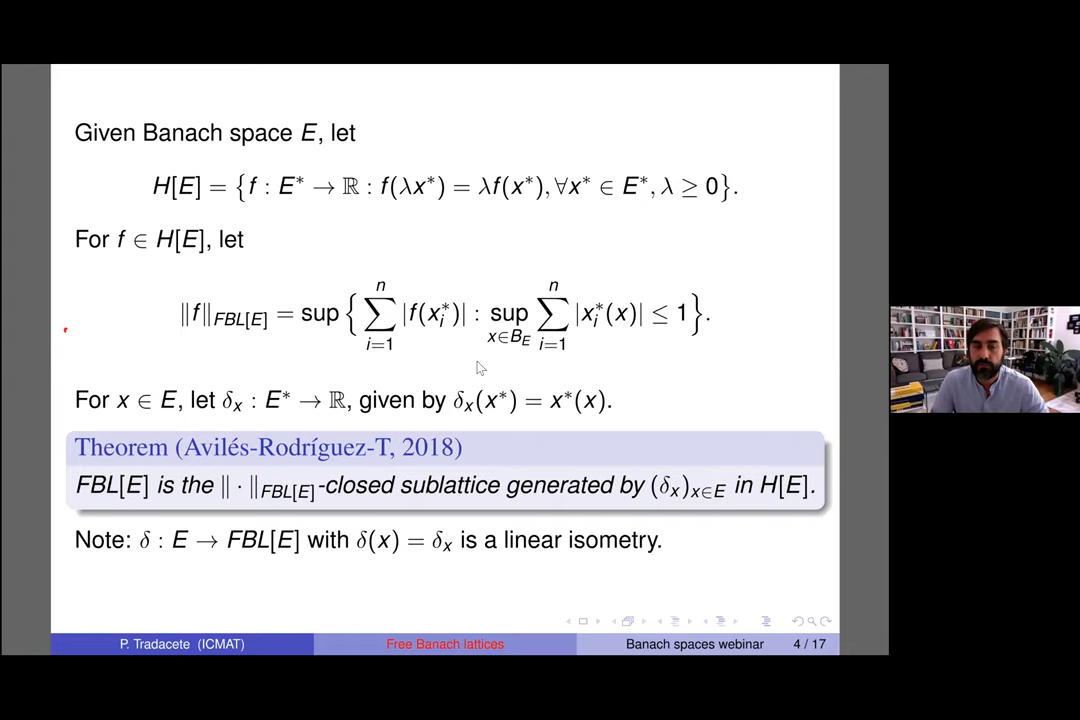 Given Banach space E, let
H[E] = {f : E* → ℝ : f(λx*) = λf(x*), ∀x* ∈ E*, λ ≥ 0}.
For f ∈ H[E], let
‖f‖_{FBL[E]} = sup { ∑_{i=1}^{n} |f(x_i^*)| : sup_{x∈B_E} ∑_{i=1}^{n} |x_i^*(x)| ≤ 1 }.
For x ∈ E, let δ_x : E* → ℝ, given by δ_x(x*) = x*(x).
Theorem (Avilés-Rodríguez-T, 2018)
FBL[E] is the ‖ · ‖_{FBL[E]}-closed sublattice generated by (δ_x)_{x∈E} in H[E].
Note: δ : E → FBL[E] with δ(x) = δ_x is a linear isometry.
P. Tradacete (ICMAT) Free Banach lattices Banach spaces webinar 4 / 17